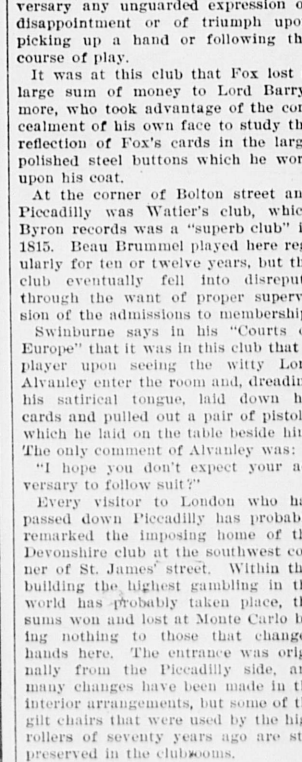 versary any unguarded expression o
disappointment or of triumph upo
picking up a hand or following th
course of play.
It was at this club that Fox lost
large sum of money to Lord Barry
more, who took advantage of the con
cealment of his own face to study th
reflection of Fox's cards in the larg
polished steel buttons which he wor
upon his coat.
At the corner of Bolton street an
Piccadilly was Watier's club, whic
Byron records was a "superb club" i
1815. Beau Brummel played here reg
ularly for ten or twelve years, but th
club eventually fell into disreput
through the want of proper superv
sion of the admissions to membership
Swinburne says in his "Courts o
Europe" that it was in this club that
player upon seeing the witty Lor
Alvanley enter the room and, dreadin
his satirical tongue, laid down h
cards and pulled out a pair of pistol
which he laid on the table beside him
The only comment of Alvanley was:
"I hope you don't expect your a
versary to follow suit?"
Every visitor to London who ha
passed down Piccadilly has probab
remarked the imposing home of th
Devonshire club at the southwest co
ner of St. James' street. Within th
building the highest gambling in th
world has probably taken place, th
sums won and lost at Monte Carlo b
ing nothing to those that change
hands here. The entrance was orig
nally from the Piccadilly side, an
many changes have been made in t
interior arrangements, but some of t
gilt chairs that were used by the hig
rollers of seventy years ago are sti
preserved in the clubrooms.